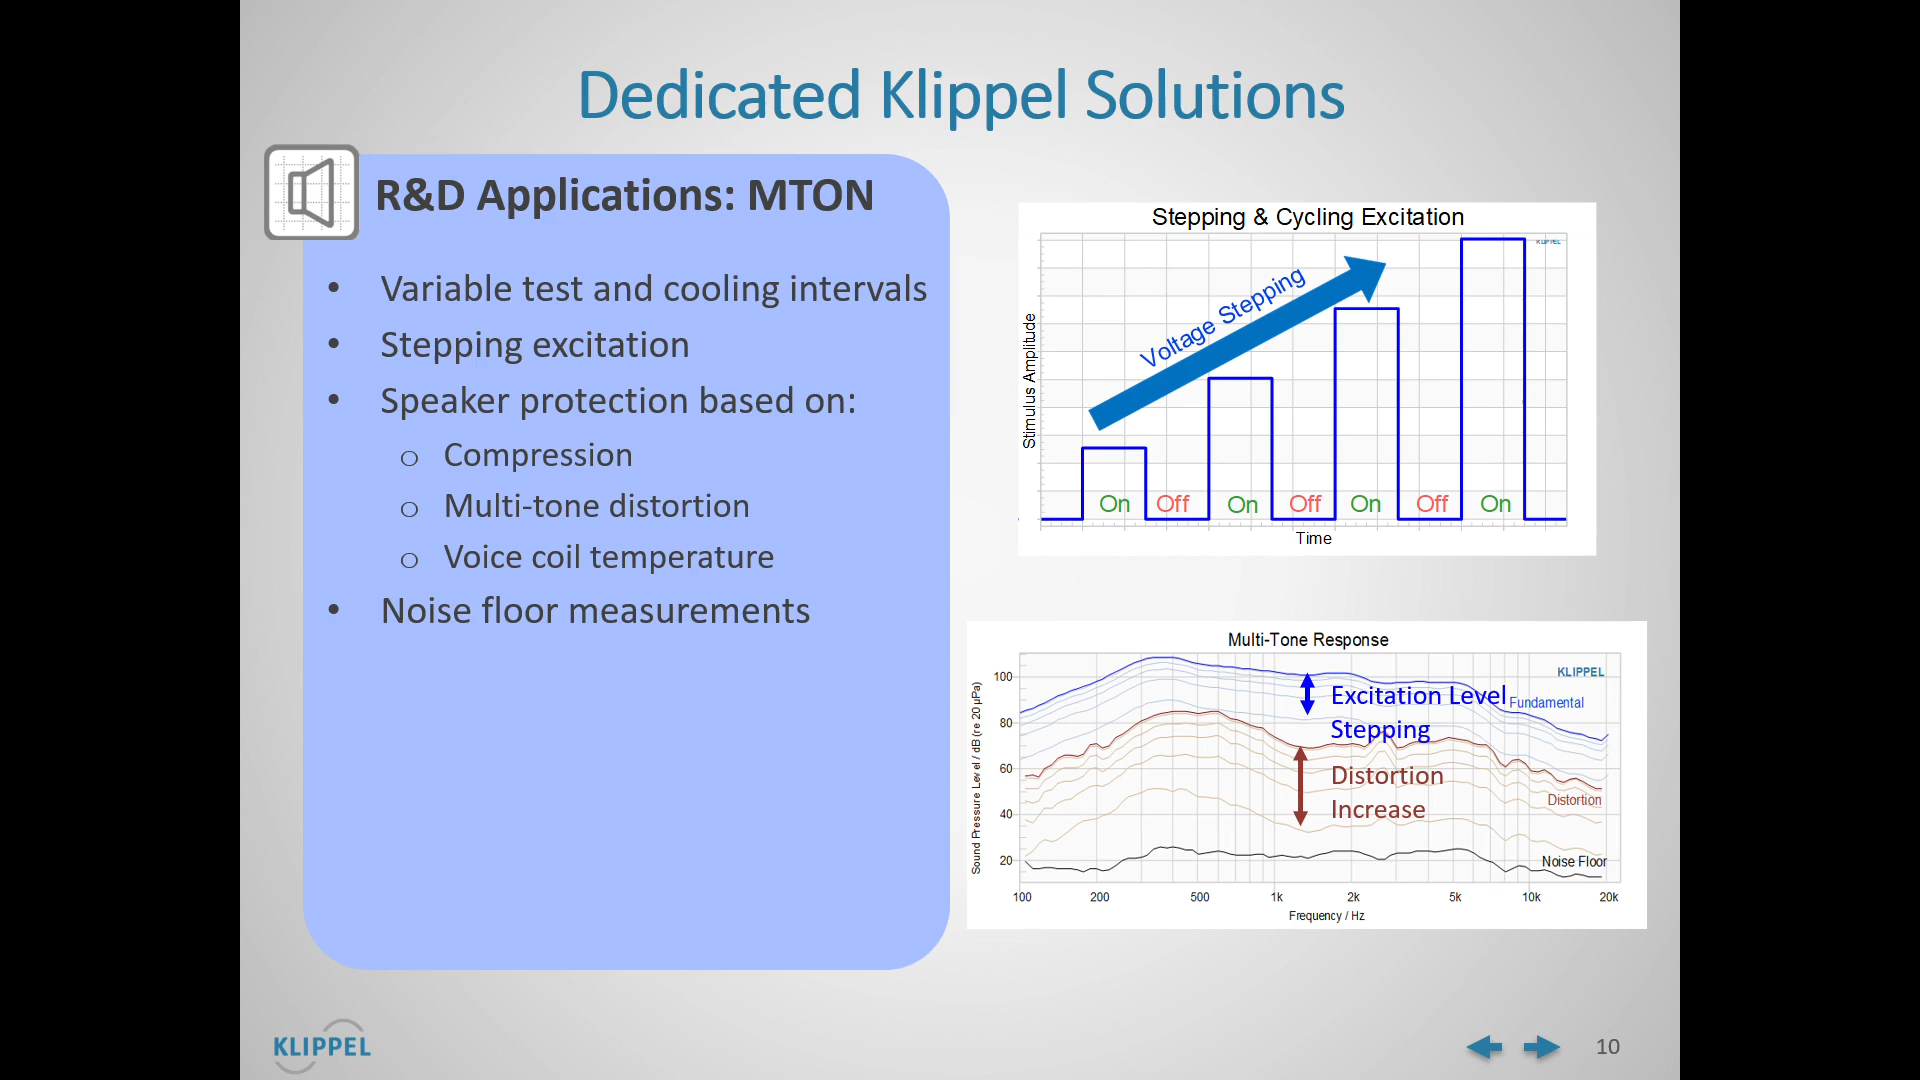 Dedicated Klippel Solutions
R&D Applications: MTON
• Variable test and cooling intervals
• Stepping excitation
• Speaker protection based on:
o Compression
o Multi-tone distortion
o Voice coil temperature
• Noise floor measurements
Stepping & Cycling Excitation
KLIPPEL
Voltage Stepping
Stimulus Amplitude
On Off On Off On Off On
Time
Multi-Tone Response
KLIPPEL
Sound Pressure Level / dB (re 20 µPa)
100
80
60
40
20
Excitation Level
Stepping
Fundamental
Distortion
Increase
Distortion
Noise Floor
100 200 500 1k 2k 5k 10k 20k
Frequency / Hz
KLIPPEL
10